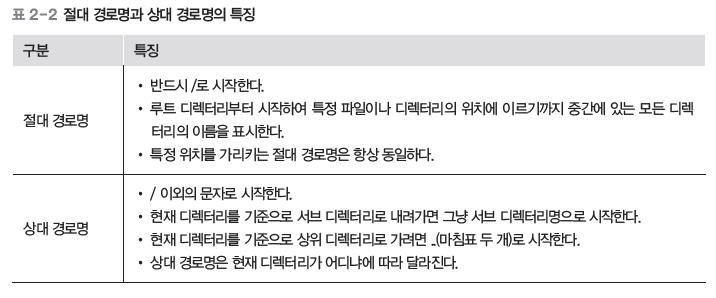 표 2-2 절대 경로명과 상대 경로명의 특징
구분 특징
절대 경로명
• 반드시 /로 시작한다.
• 루트 디렉터리부터 시작하여 특정 파일이나 디렉터리의 위치에 이르기까지 중간에 있는 모든 디렉
터리의 이름을 표시한다.
• 특정 위치를 가리키는 절대 경로명은 항상 동일하다.
상대 경로명
• / 이외의 문자로 시작한다.
• 현재 디렉터리를 기준으로 서브 디렉터리로 내려가면 그냥 서브 디렉터리명으로 시작한다.
• 현재 디렉터리를 기준으로 상위 디렉터리로 가려면 ..(마침표 두 개)로 시작한다.
• 상대 경로명은 현재 디렉터리가 어디냐에 따라 달라진다.